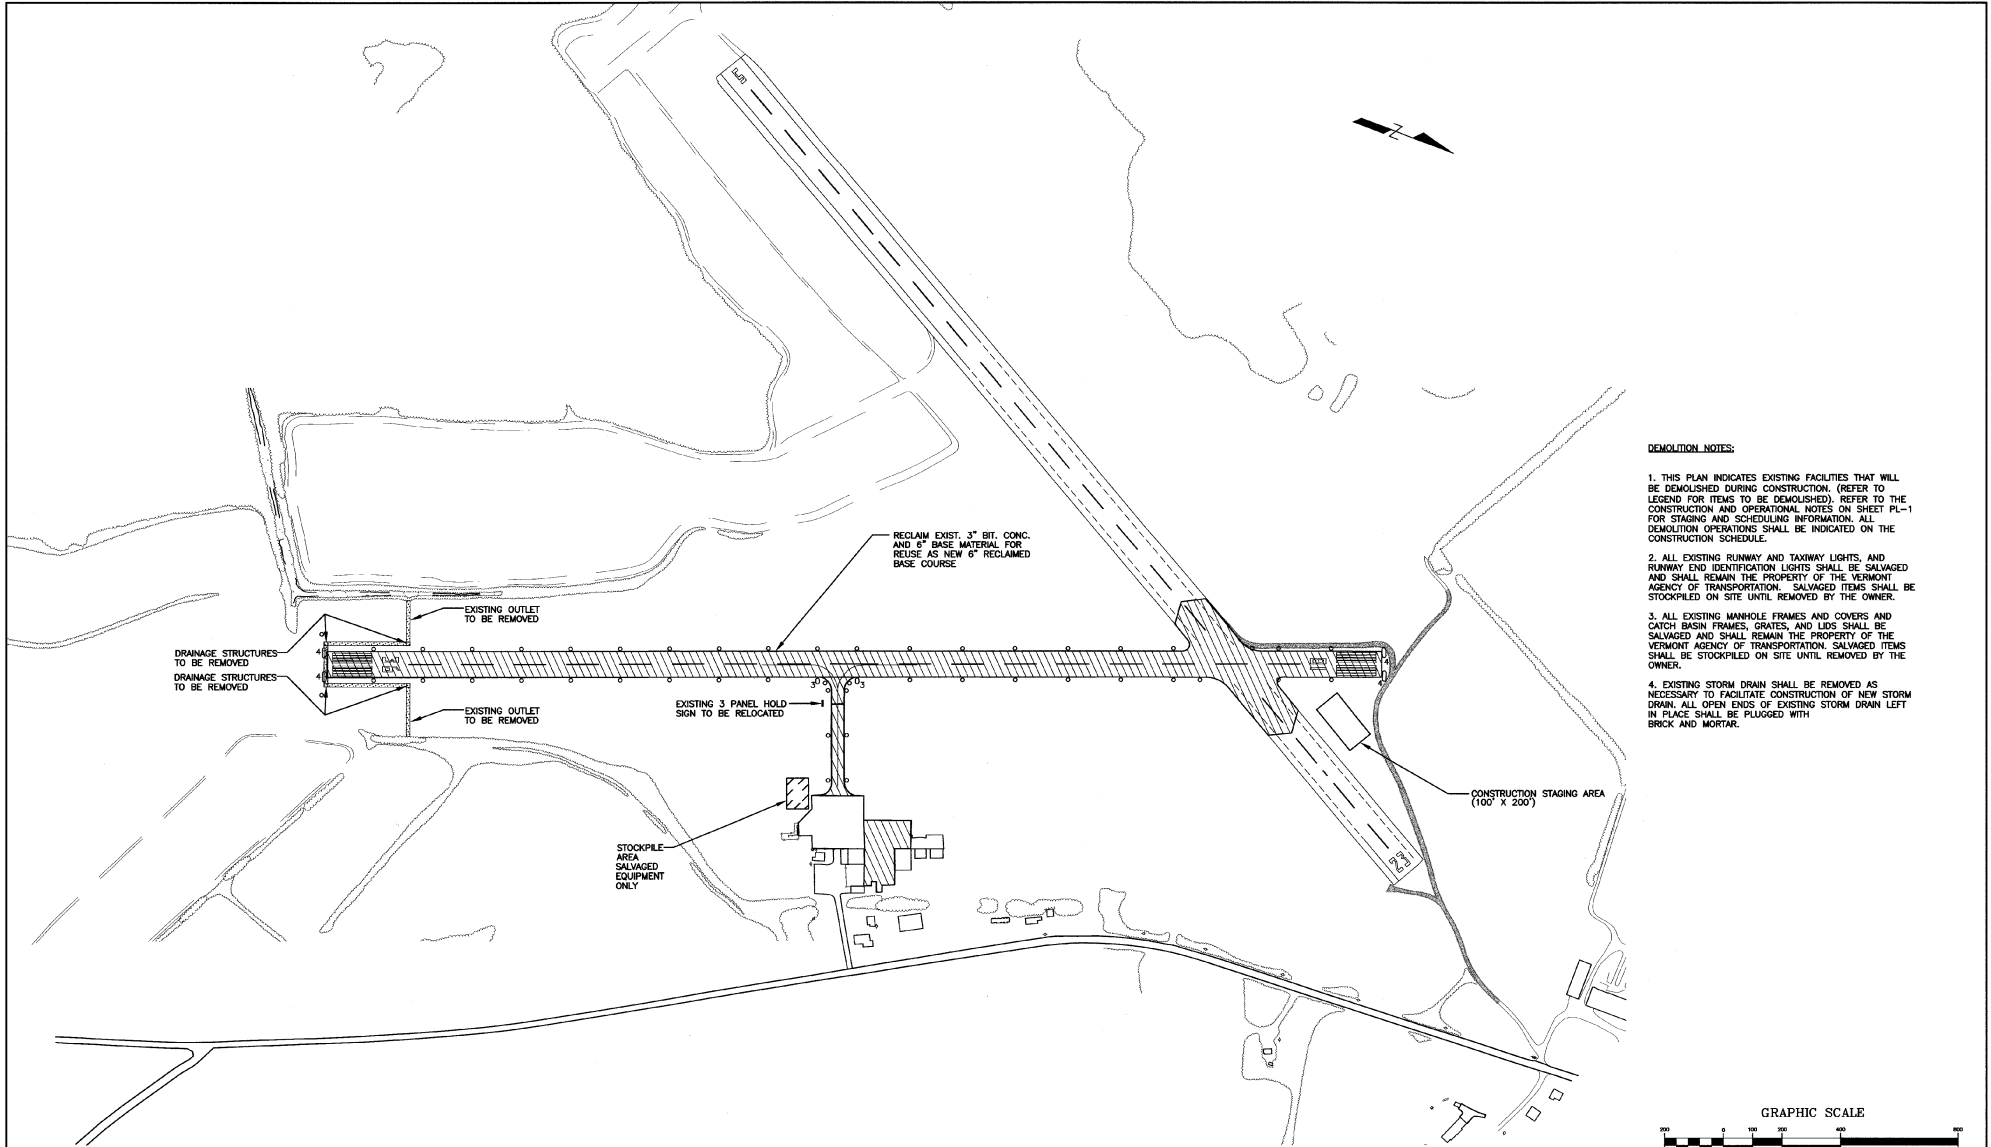 5
N
DEMOLITION NOTES:
1. THIS PLAN INDICATES EXISTING FACILITIES THAT WILL
BE DEMOLISHED DURING CONSTRUCTION. (REFER TO
LEGEND FOR ITEMS TO BE DEMOLISHED). REFER TO THE
CONSTRUCTION AND OPERATIONAL NOTES ON SHEET PL-1
FOR STAGING AND SCHEDULING INFORMATION. ALL
DEMOLITION OPERATIONS SHALL BE INDICATED ON THE
CONSTRUCTION SCHEDULE.
2. ALL EXISTING RUNWAY AND TAXIWAY LIGHTS, AND
RUNWAY END IDENTIFICATION LIGHTS SHALL BE SALVAGED
AND SHALL REMAIN THE PROPERTY OF THE VERMONT
AGENCY OF TRANSPORTATION. SALVAGED ITEMS SHALL BE
STOCKPILED ON SITE UNTIL REMOVED BY THE OWNER.
3. ALL EXISTING MANHOLE FRAMES AND COVERS AND
CATCH BASIN FRAMES, GRATES, AND LIDS SHALL BE
SALVAGED AND SHALL REMAIN THE PROPERTY OF THE
VERMONT AGENCY OF TRANSPORTATION. SALVAGED ITEMS
SHALL BE STOCKPILED ON SITE UNTIL REMOVED BY THE
OWNER.
4. EXISTING STORM DRAIN SHALL BE REMOVED AS
NECESSARY TO FACILITATE CONSTRUCTION OF NEW STORM
DRAIN. ALL OPEN ENDS OF EXISTING STORM DRAIN LEFT
IN PLACE SHALL BE PLUGGED WITH
BRICK AND MORTAR.
RECLAIM EXIST. 3" BIT. CONC.
AND 6" BASE MATERIAL FOR
REUSE AS NEW 6" RECLAIMED
BASE COURSE
EXISTING OUTLET
TO BE REMOVED
DRAINAGE STRUCTURES
TO BE REMOVED
DRAINAGE STRUCTURES
TO BE REMOVED
4
4
3
3
4
4
EXISTING OUTLET
TO BE REMOVED
EXISTING 3 PANEL HOLD
SIGN TO BE RELOCATED
CONSTRUCTION STAGING AREA
(100' X 200')
STOCKPILE
AREA
SALVAGED
EQUIPMENT
ONLY
23
GRAPHIC SCALE
200 0 100 200 400 800